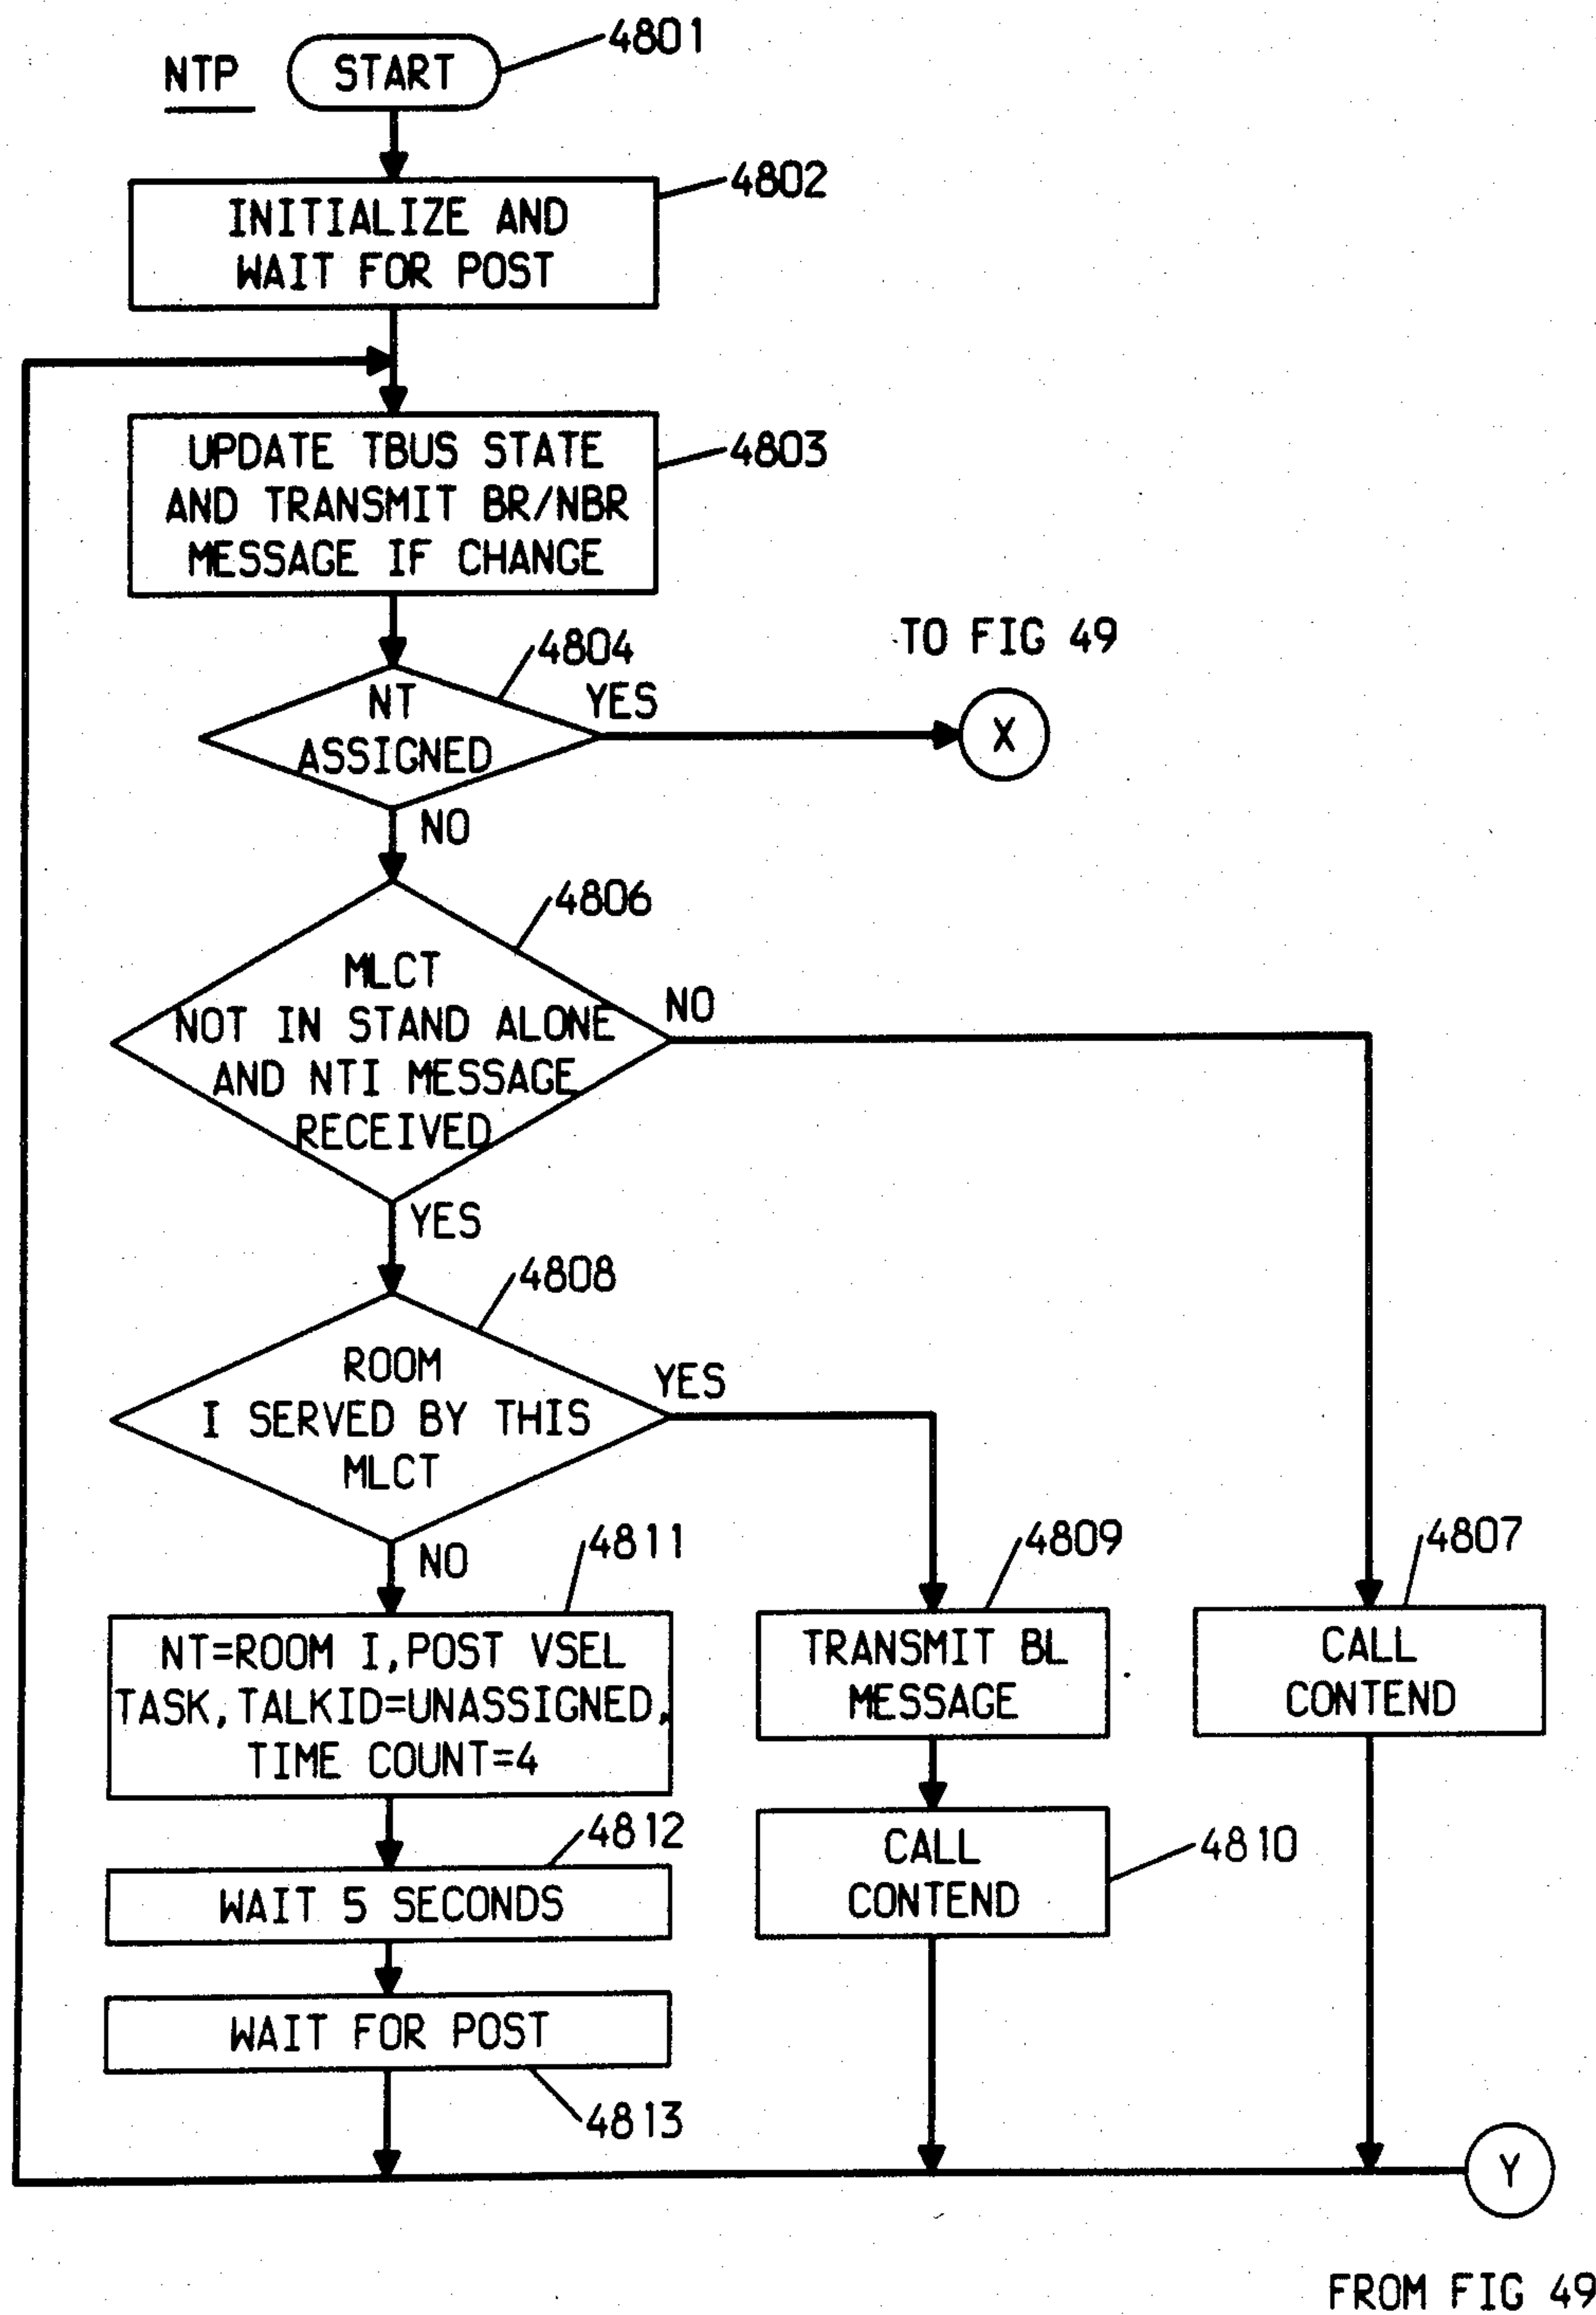 4801
NTP
START
4802
INITIALIZE AND
WAIT FOR POST
UPDATE TBUS STATE
AND TRANSMIT BR/NBR
MESSAGE IF CHANGE
4803
TO FIG 49
4804
NT
ASSIGNED
YES
X
NO
4806
MLCT
NOT IN STAND ALONE
AND NTI MESSAGE
RECEIVED
NO
YES
4808
ROOM
I SERVED BY THIS
MLCT
YES
NO
4811
4809
4807
NT=ROOM I,POST VSEL
TASK,TALKID=UNASSIGNED,
TIME COUNT=4
TRANSMIT BL
MESSAGE
CALL
CONTEND
4812
WAIT 5 SECONDS
CALL
CONTEND
4810
WAIT FOR POST
4813
Y
FROM FIG 49